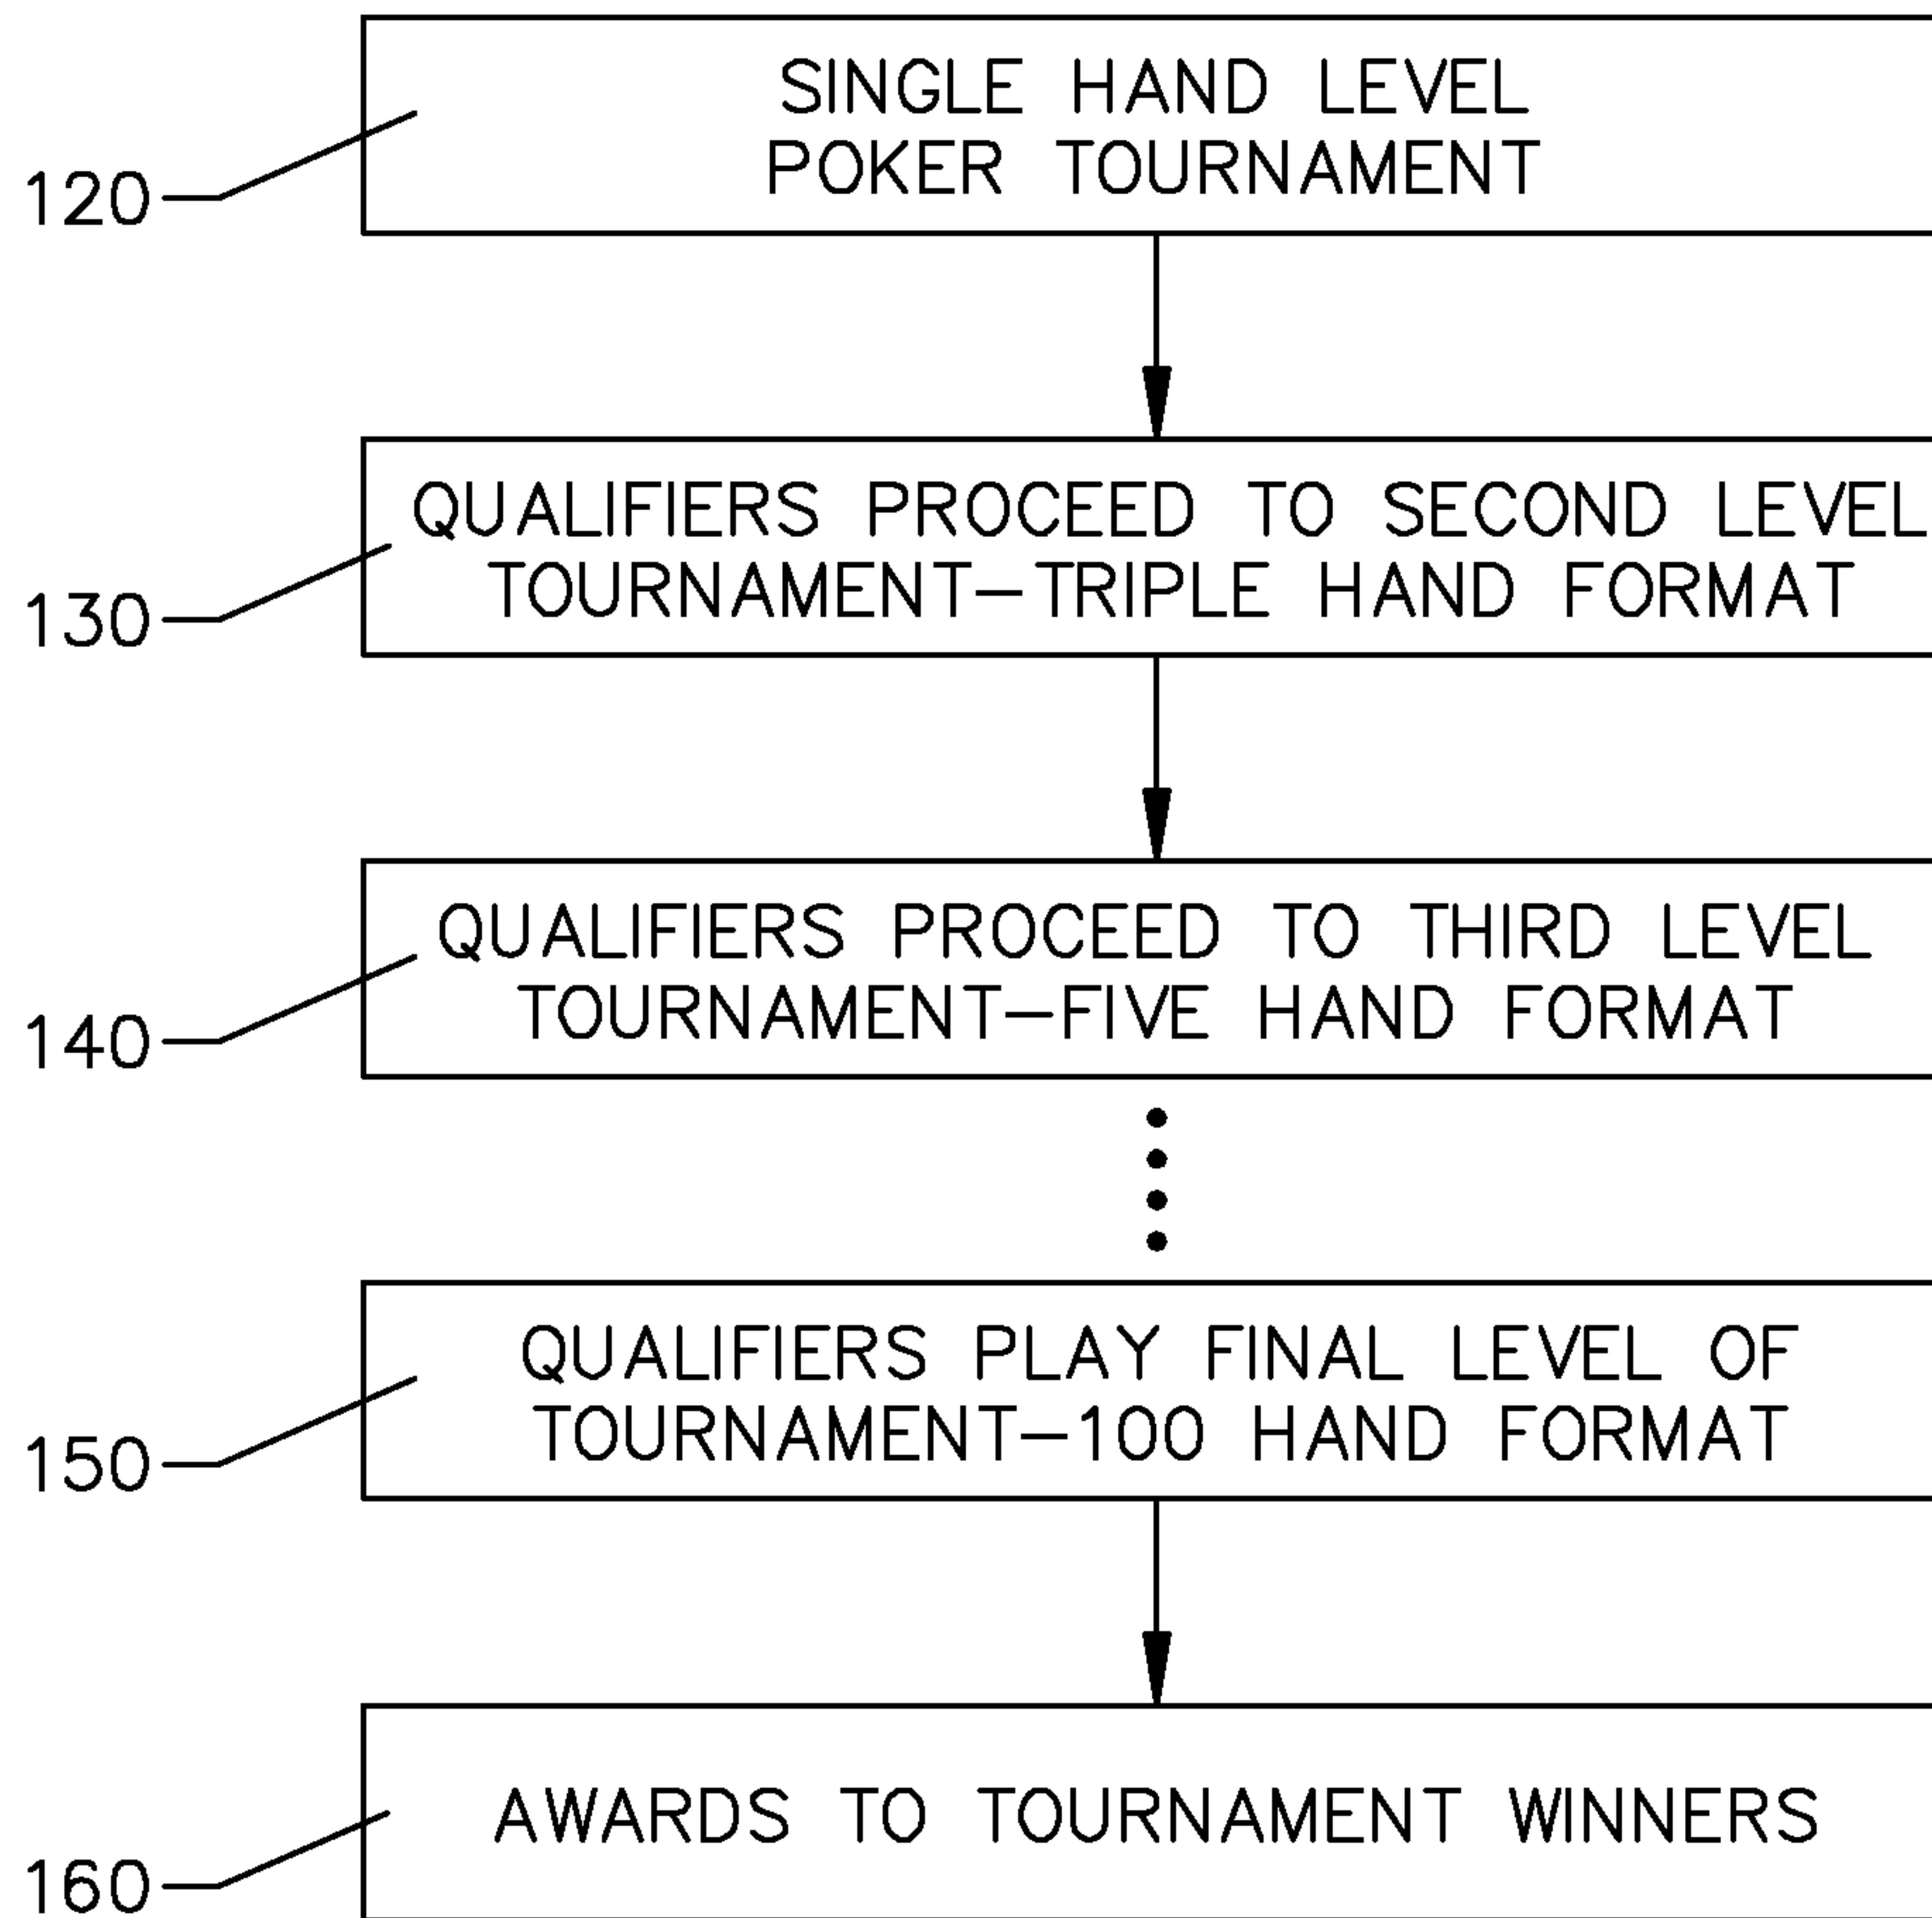 SINGLE HAND LEVEL
POKER TOURNAMENT
120
QUALIFIERS PROCEED TO SECOND LEVEL
TOURNAMENT—TRIPLE HAND FORMAT
130
QUALIFIERS PROCEED TO THIRD LEVEL
TOURNAMENT—FIVE HAND FORMAT
140
QUALIFIERS PLAY FINAL LEVEL OF
TOURNAMENT—100 HAND FORMAT
150
AWARDS TO TOURNAMENT WINNERS
160